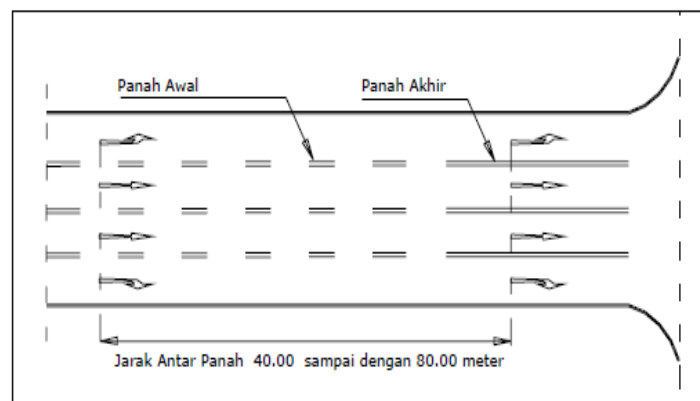 Panah Awal
Panah Akhir
Jarak Antar Panah 40.00 sampai dengan 80.00 meter